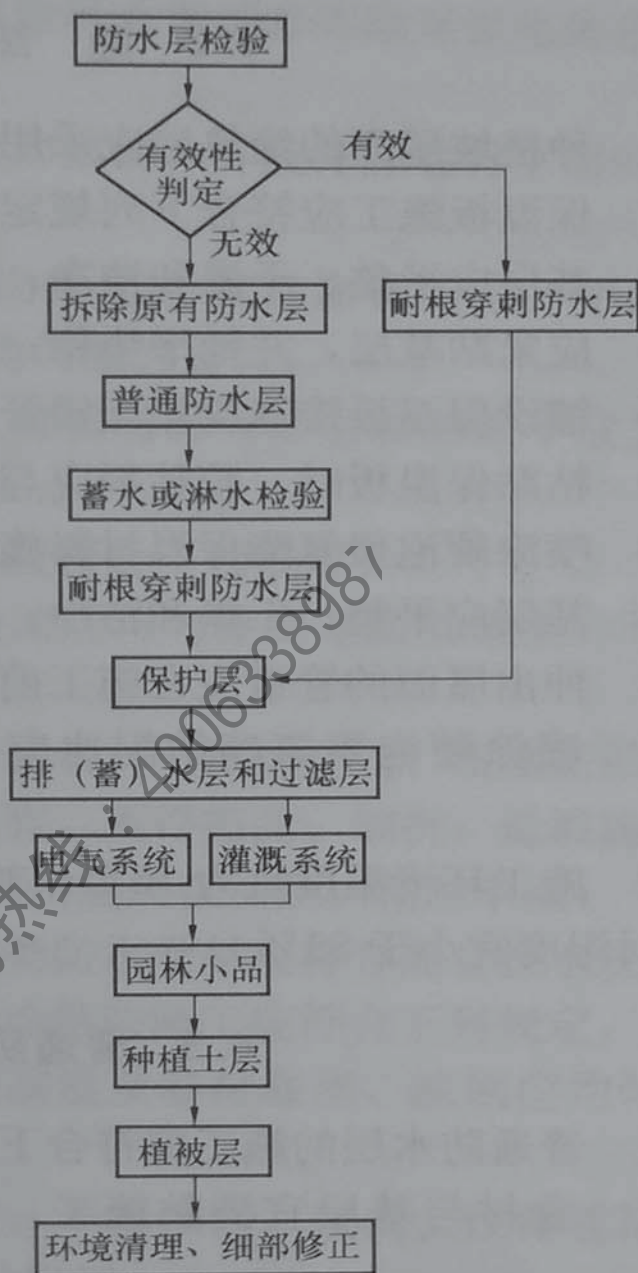 防水层检验
有效性
判定
有效
无效
拆除原有防水层
耐根穿刺防水层
普通防水层
蓄水或淋水检验
耐根穿刺防水层
保护层
排（蓄）水层和过滤层
电气系统
灌溉系统
园林小品
种植土层
植被层
环境清理、细部修正
热线：4006338987